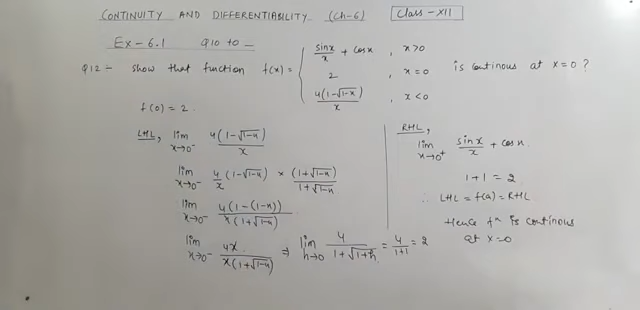 CONTINUITY AND DIFFERENTIABILITY (Ch-6) Class - XII
Ex - 6.1 Q10 to —
Q12 - Show that function f(x) = { sinx/x + cosx , x>0
2 , x=0
4(1-√1-x)/x , x<0
is continous at x=0 ?
f(0) = 2.
LHL, lim x→0⁻ 4(1-√1-x)/x
lim x→0⁻ 4/x (1-√1-x) × (1+√1-x)/(1+√1-x)
lim x→0⁻ 4(1-(1-x))/x(1+√1-x)
lim x→0⁻ 4x/x(1+√1-x) ⇒ lim h→0 4/1+√1+h = 4/1+1 = 2
RHL,
lim x→0⁺ sinx/x + cosx.
1+1 = 2
∴ LHL = f(a) = RHL
Hence fⁿ is continous
at x=0